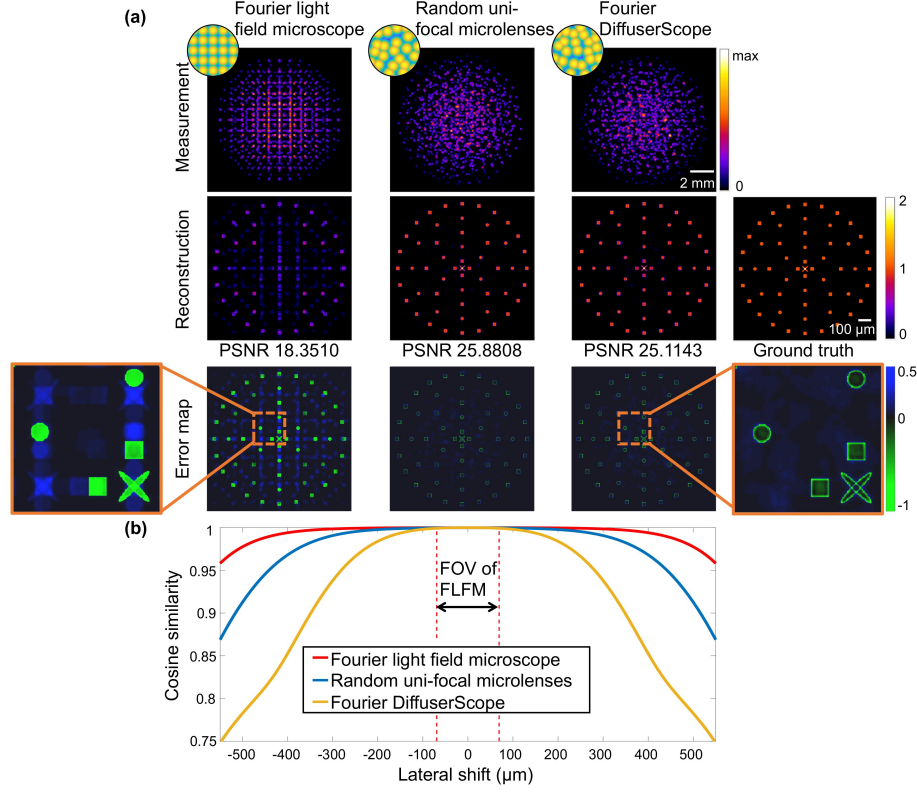 (a)
Fourier light
field microscope
Random uni-
focal microlenses
Fourier
DiffuserScope
Measurement
max
0
2 mm
Reconstruction
2
1
0
100 µm
PSNR 18.3510
PSNR 25.8808
PSNR 25.1143
Ground truth
Error map
0.5
0
-1
(b)
Cosine similarity
1
0.95
0.9
0.85
0.8
0.75
FOV of
FLFM
Fourier light field microscope
Random uni-focal microlenses
Fourier DiffuserScope
-500 -400 -300 -200 -100 0 100 200 300 400 500
Lateral shift (µm)